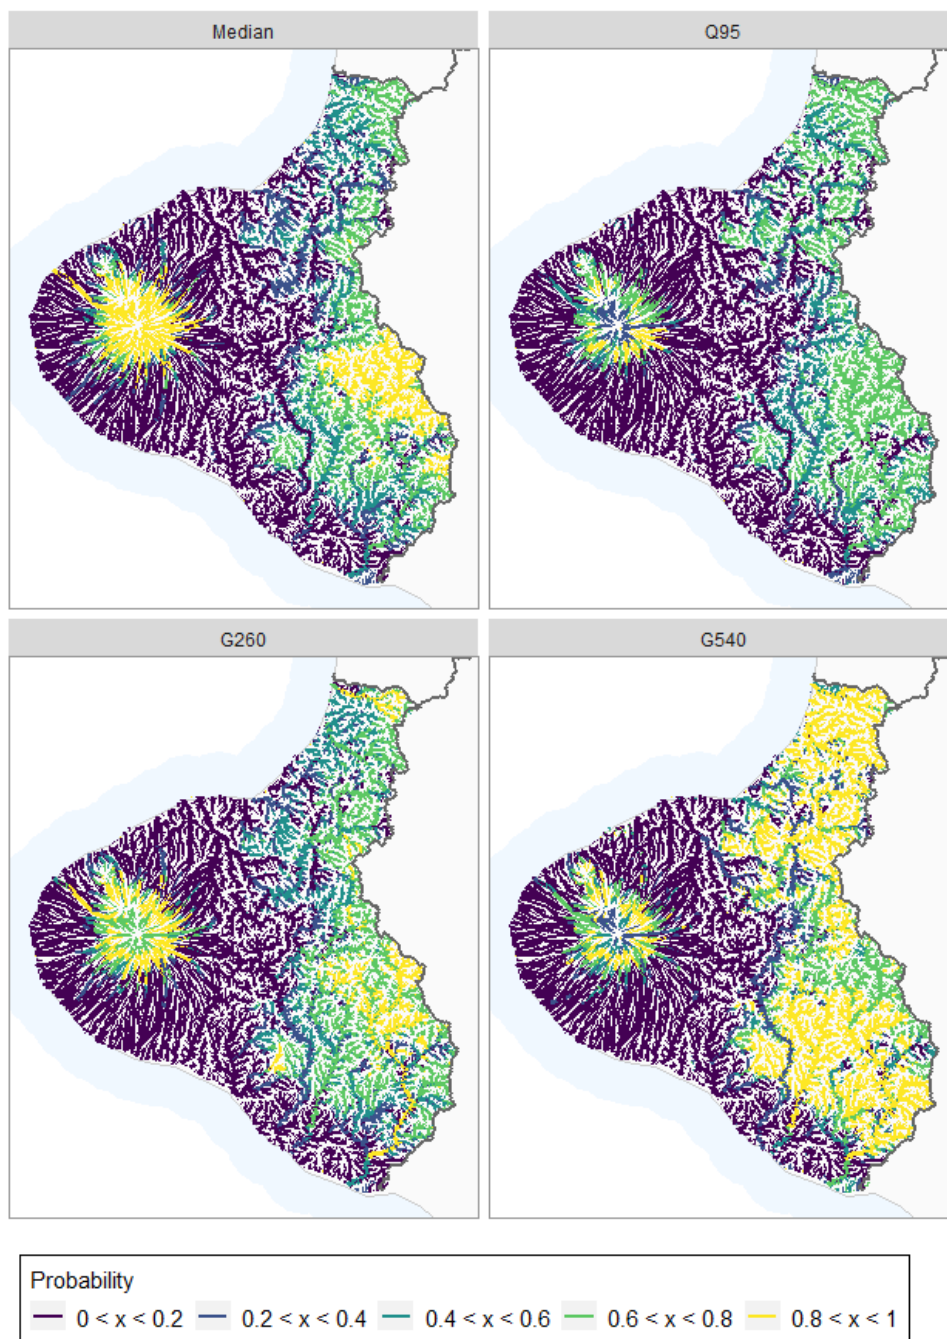 Median
Q95
G260
G540
Probability
0 < x < 0.2 0.2 < x < 0.4 0.4 < x < 0.6 0.6 < x < 0.8 0.8 < x < 1